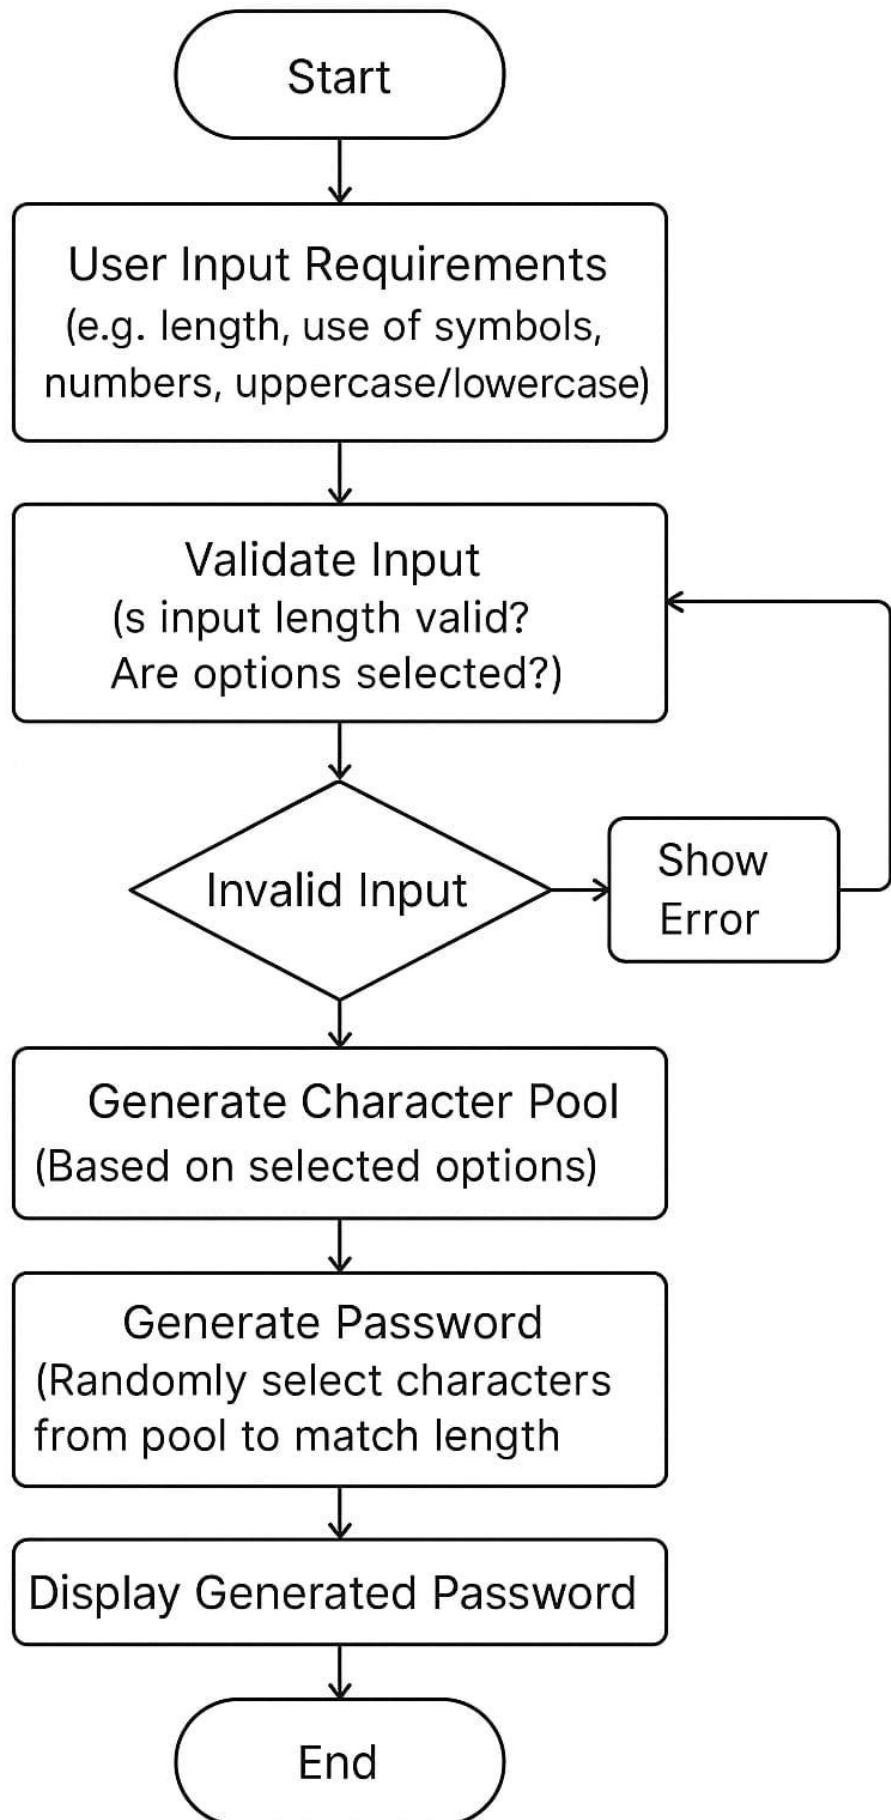 Start
User Input Requirements
(e.g. length, use of symbols,
numbers, uppercase/lowercase)
Validate Input
(s input length valid?
Are options selected?)
Invalid Input
Show
Error
Generate Character Pool
(Based on selected options)
Generate Password
(Randomly select characters
from pool to match length
Display Generated Password
End